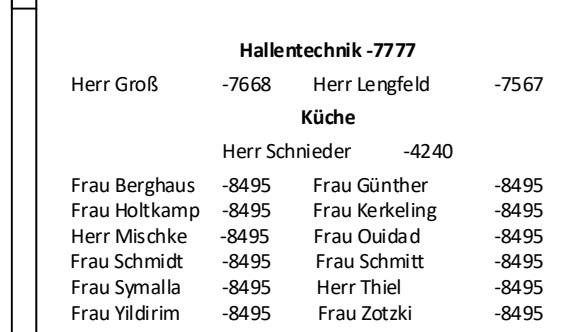 Hallentechnik -7777
Herr Groß -7668 Herr Lengfeld -7567
Küche
Herr Schnieder -4240
Frau Berghaus -8495 Frau Günther -8495
Frau Holtkamp -8495 Frau Kerkeling -8495
Herr Mischke -8495 Frau Ouidad -8495
Frau Schmidt -8495 Frau Schmitt -8495
Frau Symalla -8495 Herr Thiel -8495
Frau Yildirim -8495 Frau Zotzki -8495